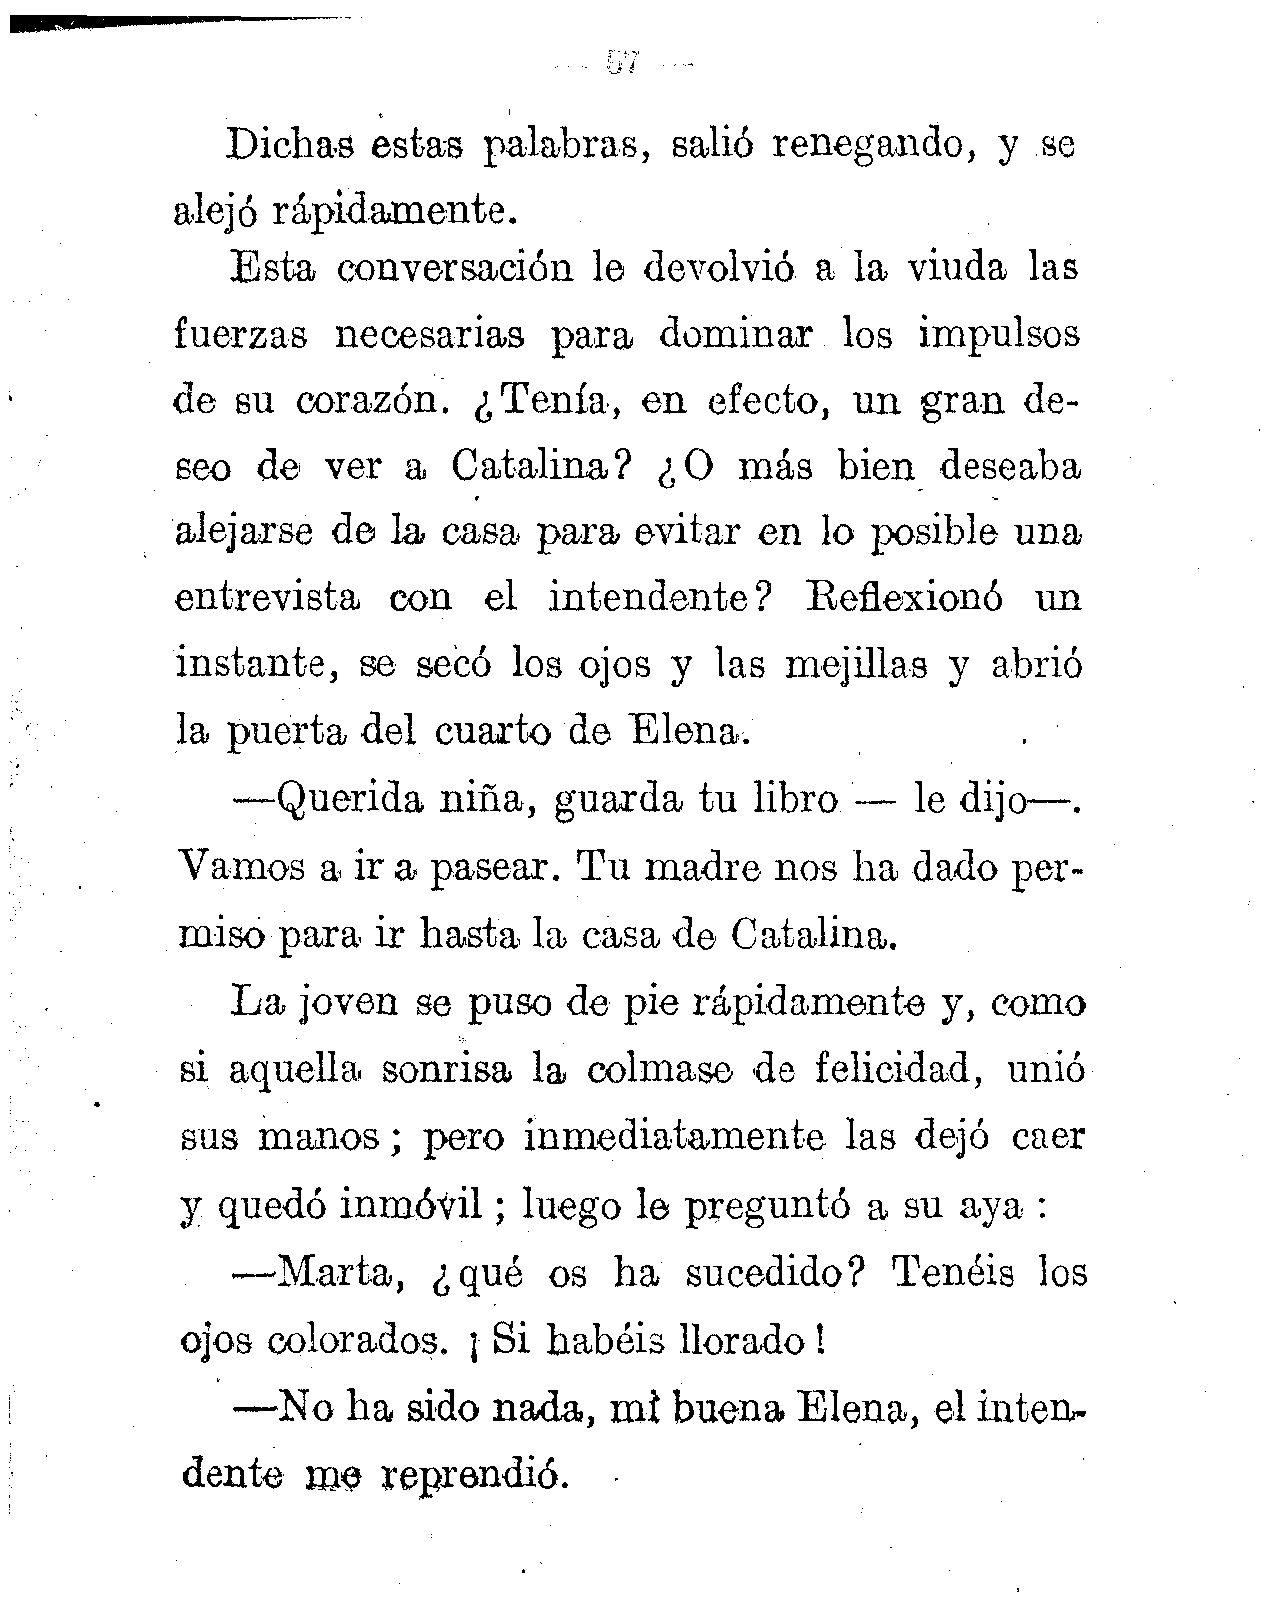 — 57 —
Dichas estas palabras, salió renegando, y se
alejó rápidamente.
Esta conversación le devolvió a la viuda las
fuerzas necesarias para dominar los impulsos
de su corazón. ¿Tenía, en efecto, un gran de-
seo de ver a Catalina? ¿O más bien deseaba
alejarse de la casa para evitar en lo posible una
entrevista con el intendente? Reflexionó un
instante, se secó los ojos y las mejillas y abrió
la puerta del cuarto de Elena.
—Querida niña, guarda tu libro — le dijo—.
Vamos a ir a pasear. Tu madre nos ha dado per-
miso para ir hasta la casa de Catalina.
La joven se puso de pie rápidamente y, como
si aquella sonrisa la colmase de felicidad, unió
sus manos; pero inmediatamente las dejó caer
y quedó inmóvil; luego le preguntó a su aya:
—Marta, ¿qué os ha sucedido? Tenéis los
ojos colorados. ¡Si habéis llorado!
—No ha sido nada, mi buena Elena, el inten-
dente me reprendió.